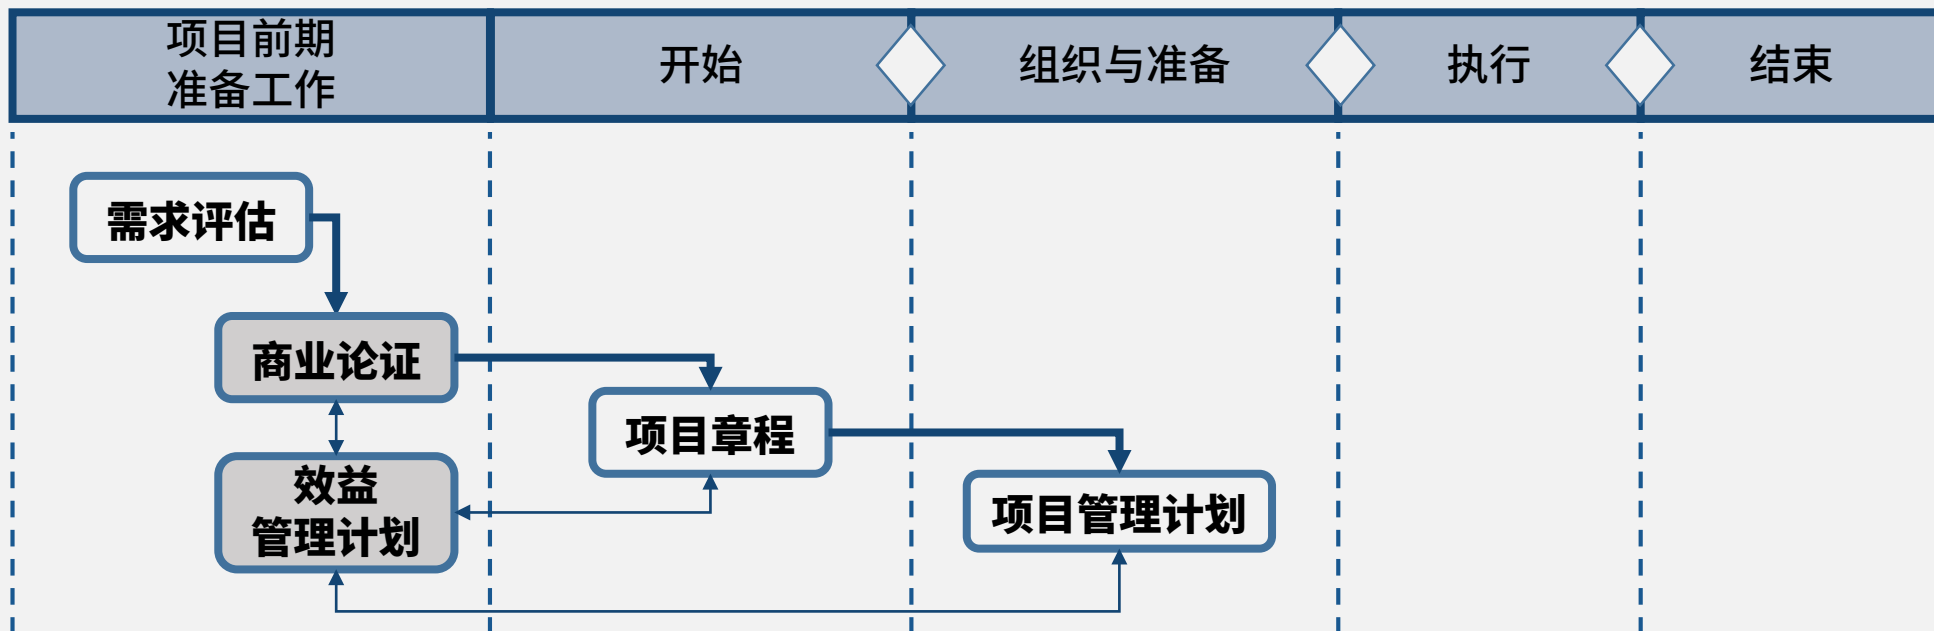 项目前期
准备工作
开始
组织与准备
执行
结束
需求评估
商业论证
项目章程
效益
管理计划
项目管理计划